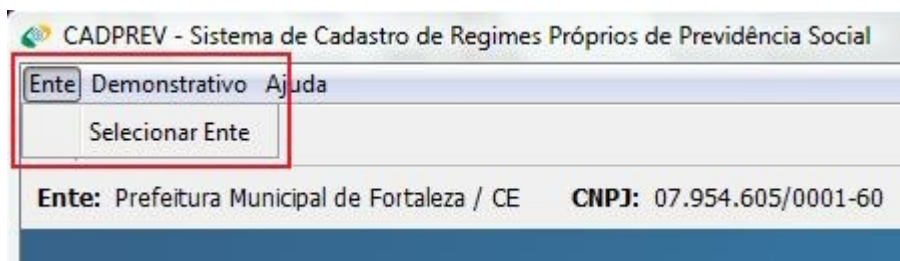 CADPREV - Sistema de Cadastro de Regimes Próprios de Previdência Social
Ente Demonstrativo Ajuda
Selecionar Ente
Ente: Prefeitura Municipal de Fortaleza / CE CNPJ: 07.954.605/0001-60